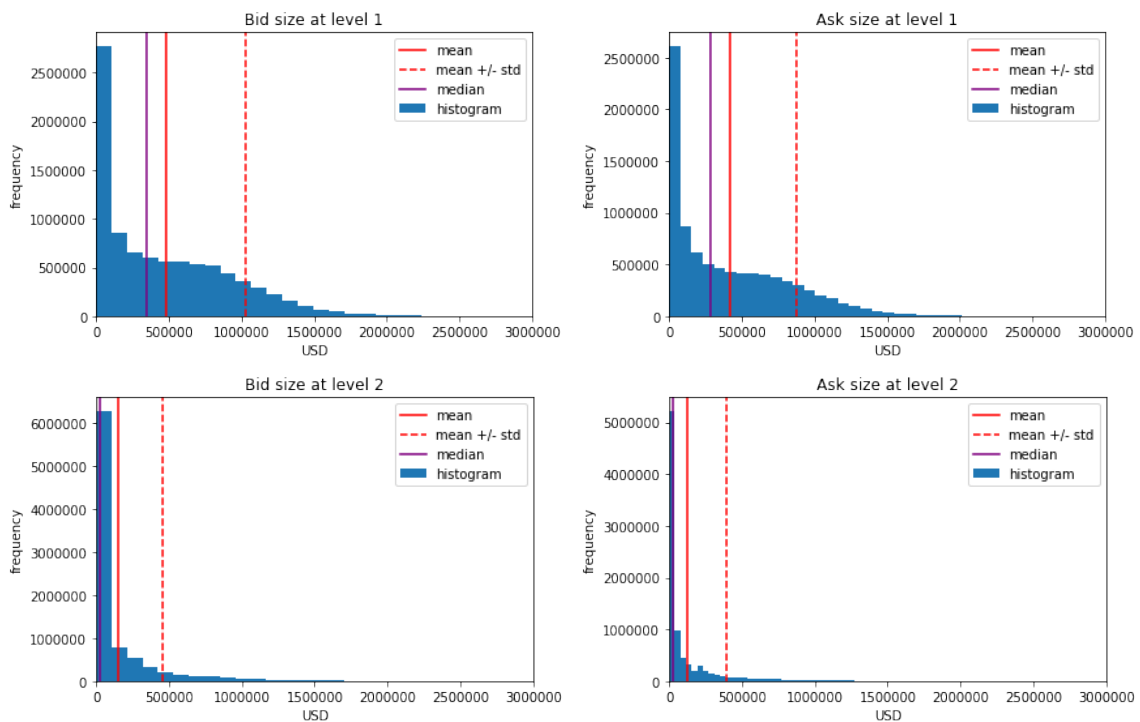 Bid size at level 1
2500000
2000000
1500000
1000000
500000
0
frequency
0 500000 1000000 1500000 2000000 2500000 3000000
USD
mean
mean +/- std
median
histogram
Ask size at level 1
2500000
2000000
1500000
1000000
500000
0
frequency
0 500000 1000000 1500000 2000000 2500000 3000000
USD
mean
mean +/- std
median
histogram
Bid size at level 2
6000000
5000000
4000000
3000000
2000000
1000000
0
frequency
0 500000 1000000 1500000 2000000 2500000 3000000
USD
mean
mean +/- std
median
histogram
Ask size at level 2
5000000
4000000
3000000
2000000
1000000
0
frequency
0 500000 1000000 1500000 2000000 2500000 3000000
USD
mean
mean +/- std
median
histogram